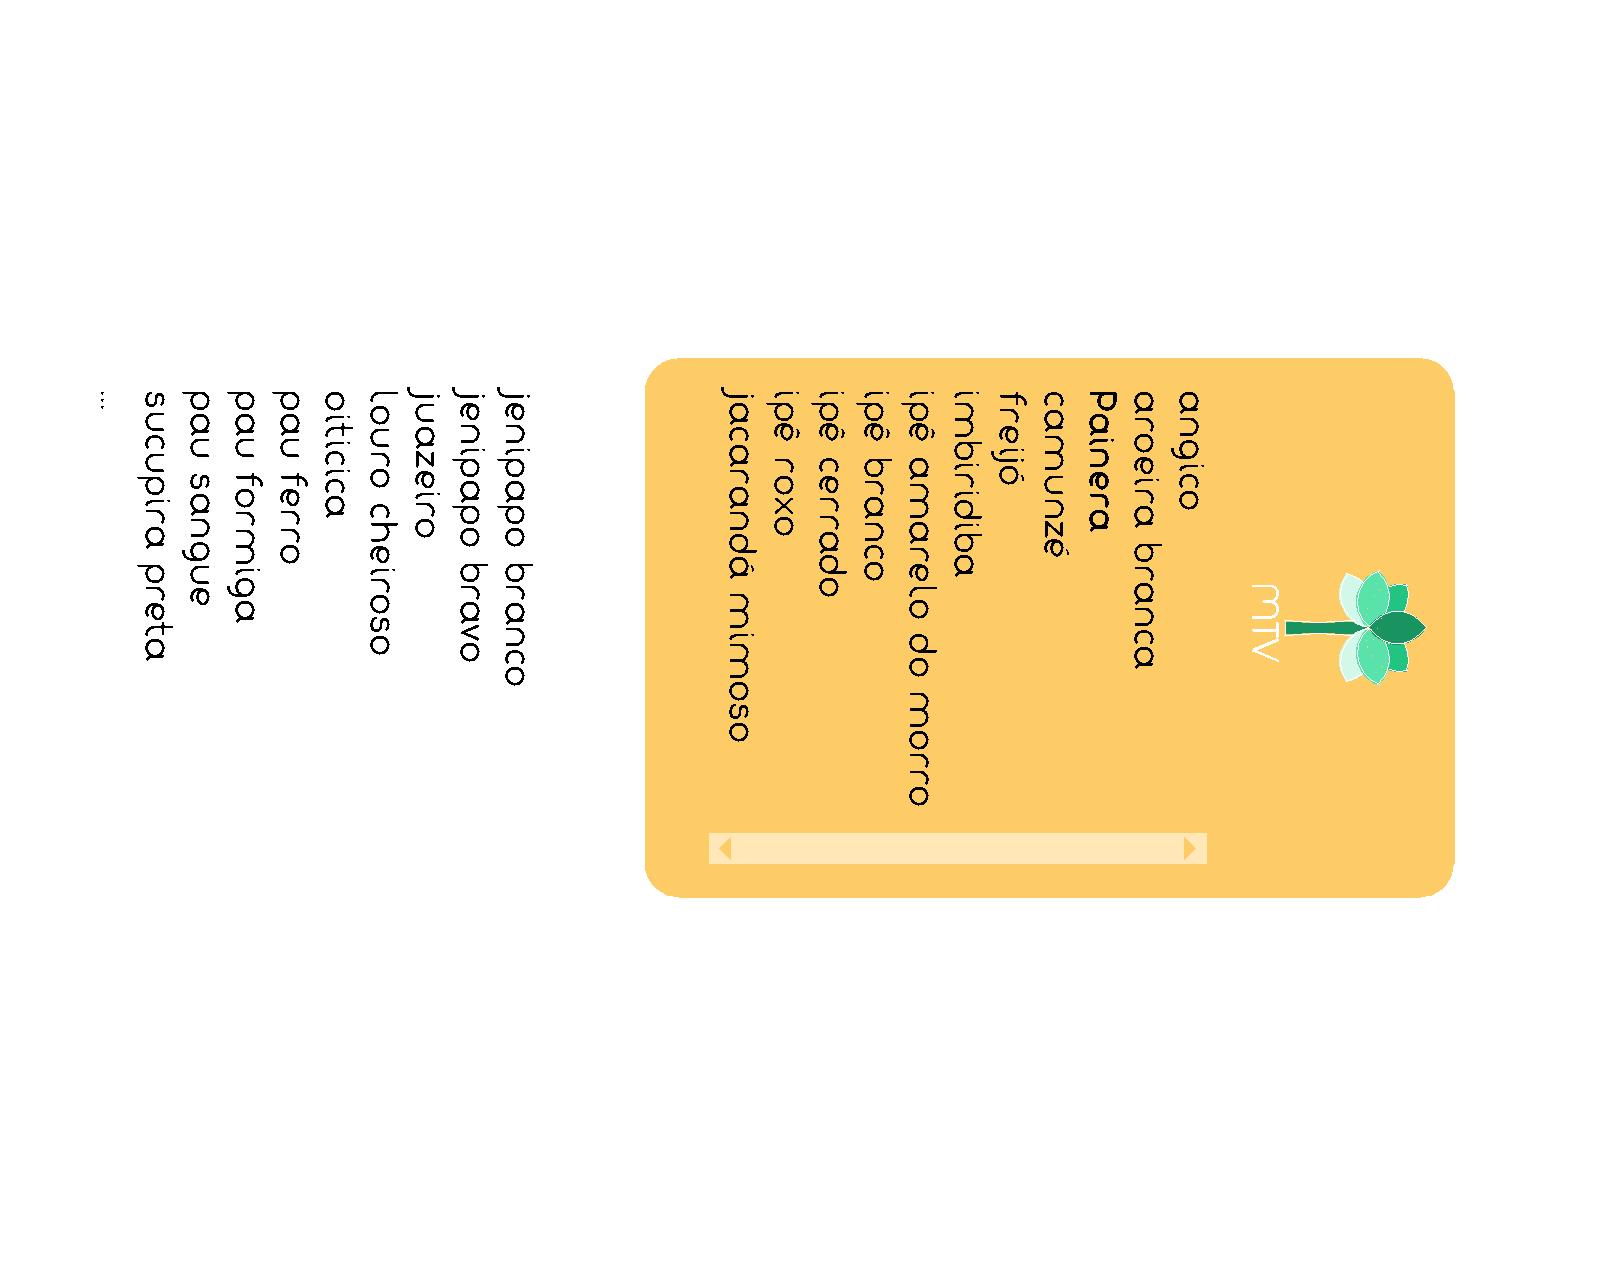 MTV
angico
aroeira branca
Painera
camunzé
freijó
imbiridiba
ipê amarelo do morro
ipê branco
ipê cerrado
ipê roxo
jacarandá mimoso
jenipapo branco
jenipapo bravo
juazeiro
louro cheiroso
oiticica
pau ferro
pau formiga
pau sangue
sucupira preta
...